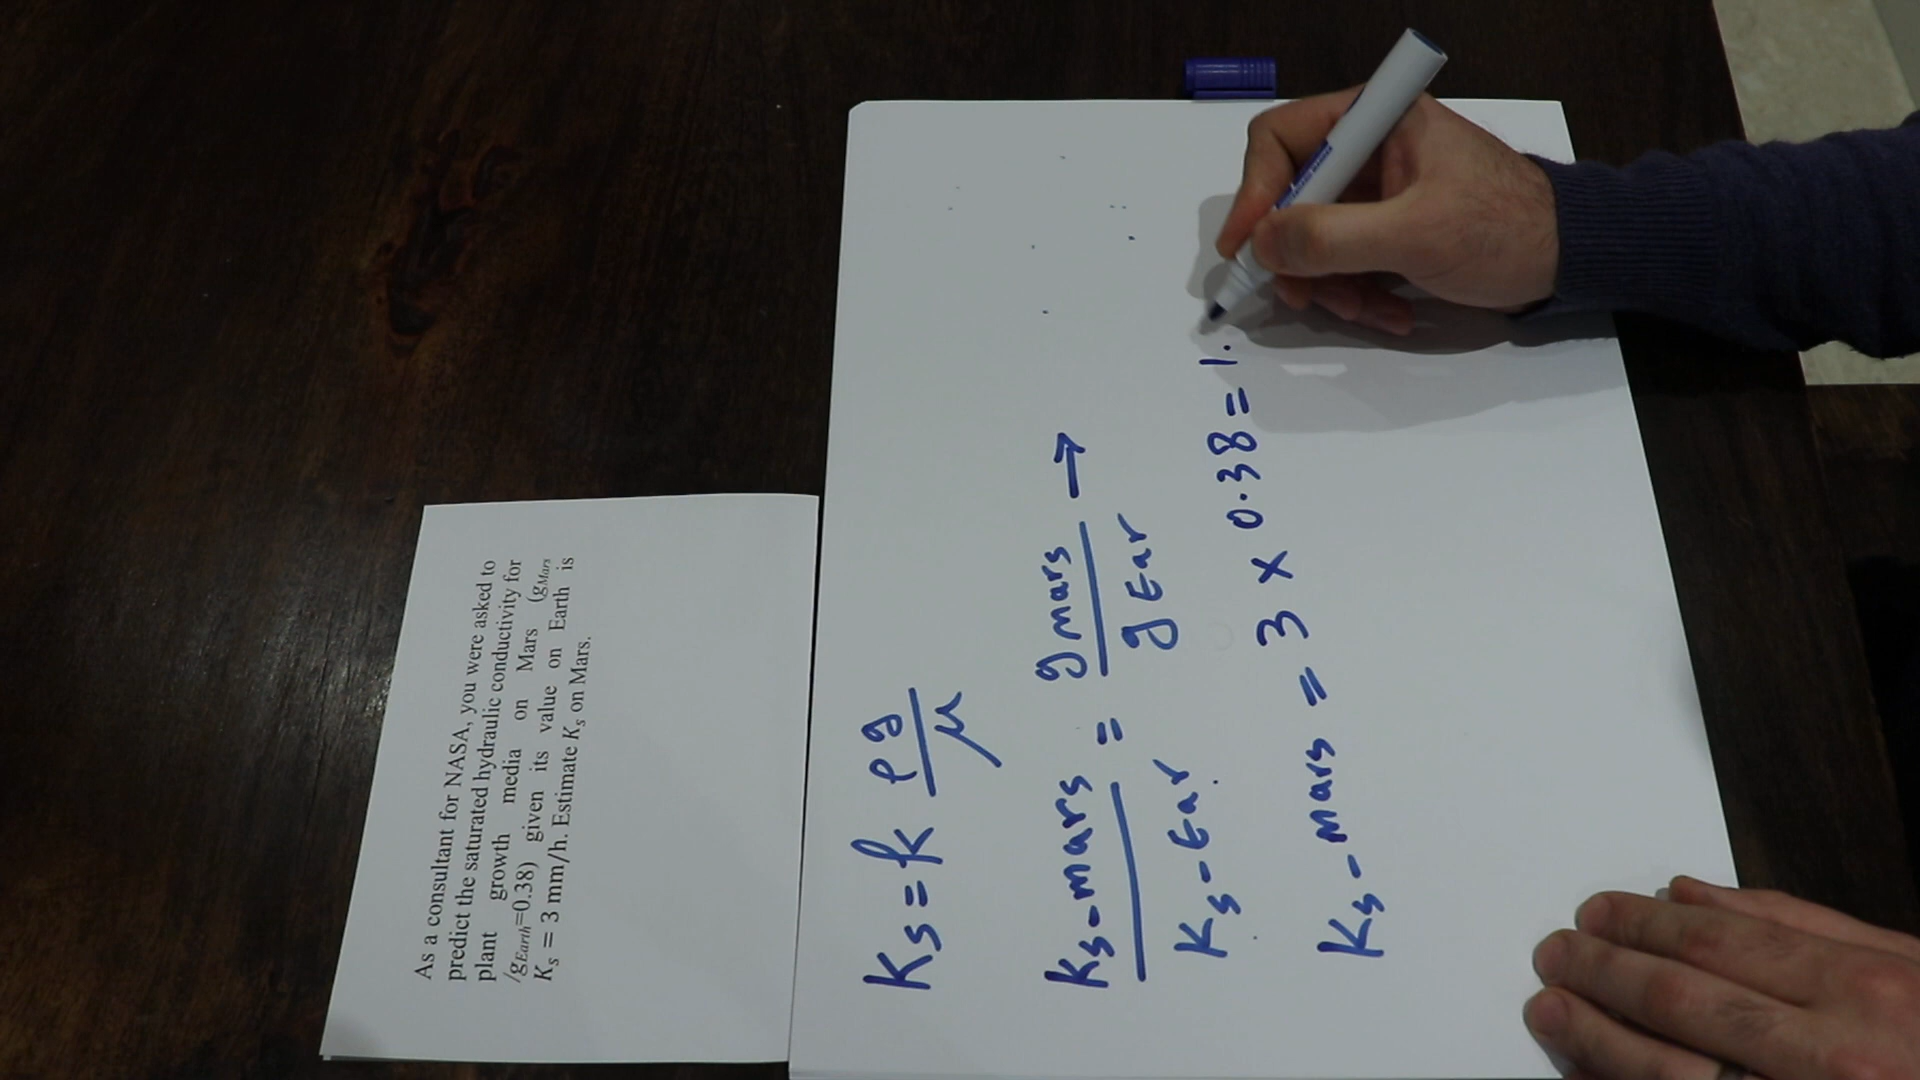 As a consultant for NASA, you were asked to
predict the saturated hydraulic conductivity for
plant growth media on Mars (gMars
/gEarth=0.38) given its value on Earth is
Ks = 3 mm/h. Estimate Ks on Mars.
Ks = k ρg/μ
Ks-mars/Ks-Ear = gmars/gEar →
Ks-mars = 3 × 0.38 = 1.